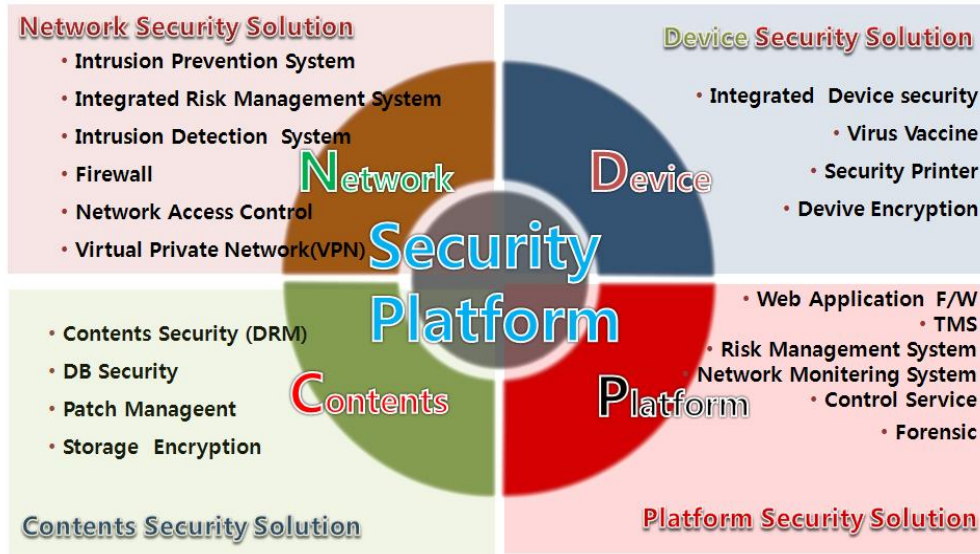 Network Security Solution
• Intrusion Prevention System
• Integrated Risk Management System
• Intrusion Detection System
• Firewall
• Network Access Control
• Virtual Private Network(VPN)
Device Security Solution
• Integrated Device security
• Virus Vaccine
• Security Printer
• Devive Encryption
Network
Device
Security
Platform
Contents
Platform
• Contents Security (DRM)
• DB Security
• Patch Manageent
• Storage Encryption
Contents Security Solution
• Web Application F/W
• TMS
• Risk Management System
• Network Monitering System
• Control Service
• Forensic
Platform Security Solution